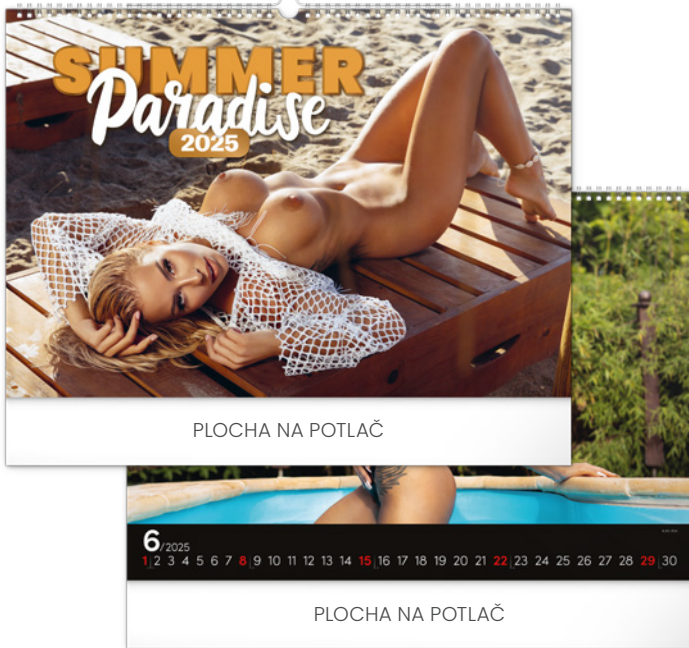 SUMMER
Paradise
2025
PLOCHA NA POTLAČ
6/2025
1 2 3 4 5 6 7 8 9 10 11 12 13 14 15 16 17 18 19 20 21 22 23 24 25 26 27 28 29 30
PLOCHA NA POTLAČ